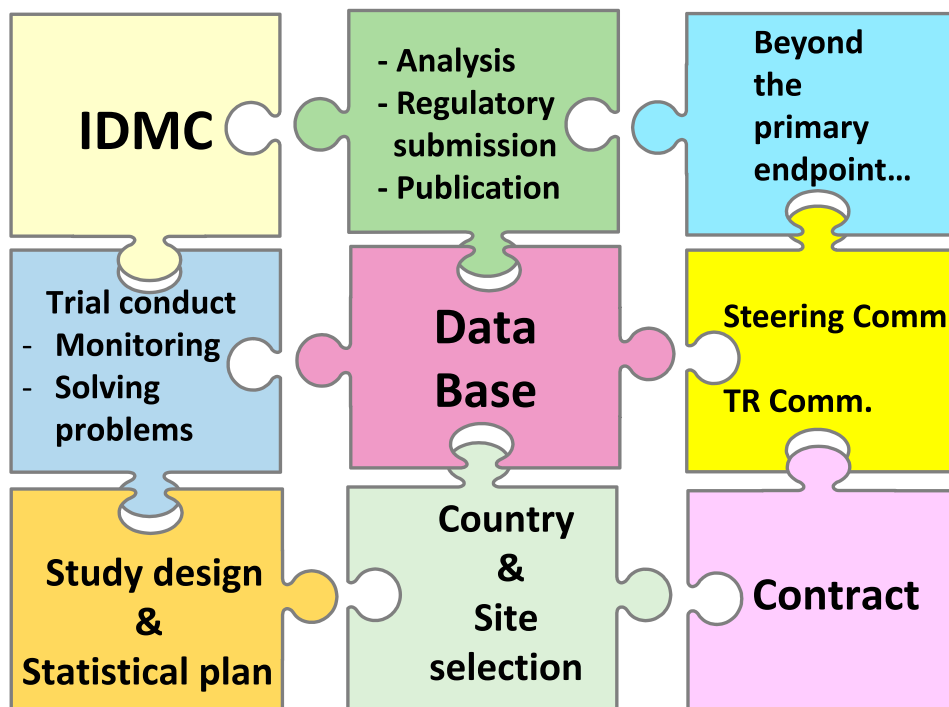 IDMC
- Analysis
- Regulatory
submission
- Publication
Beyond
the
primary
endpoint...
Trial conduct
- Monitoring
- Solving
problems
Data
Base
Steering Comm
TR Comm.
Study design
&
Statistical plan
Country
&
Site
selection
Contract